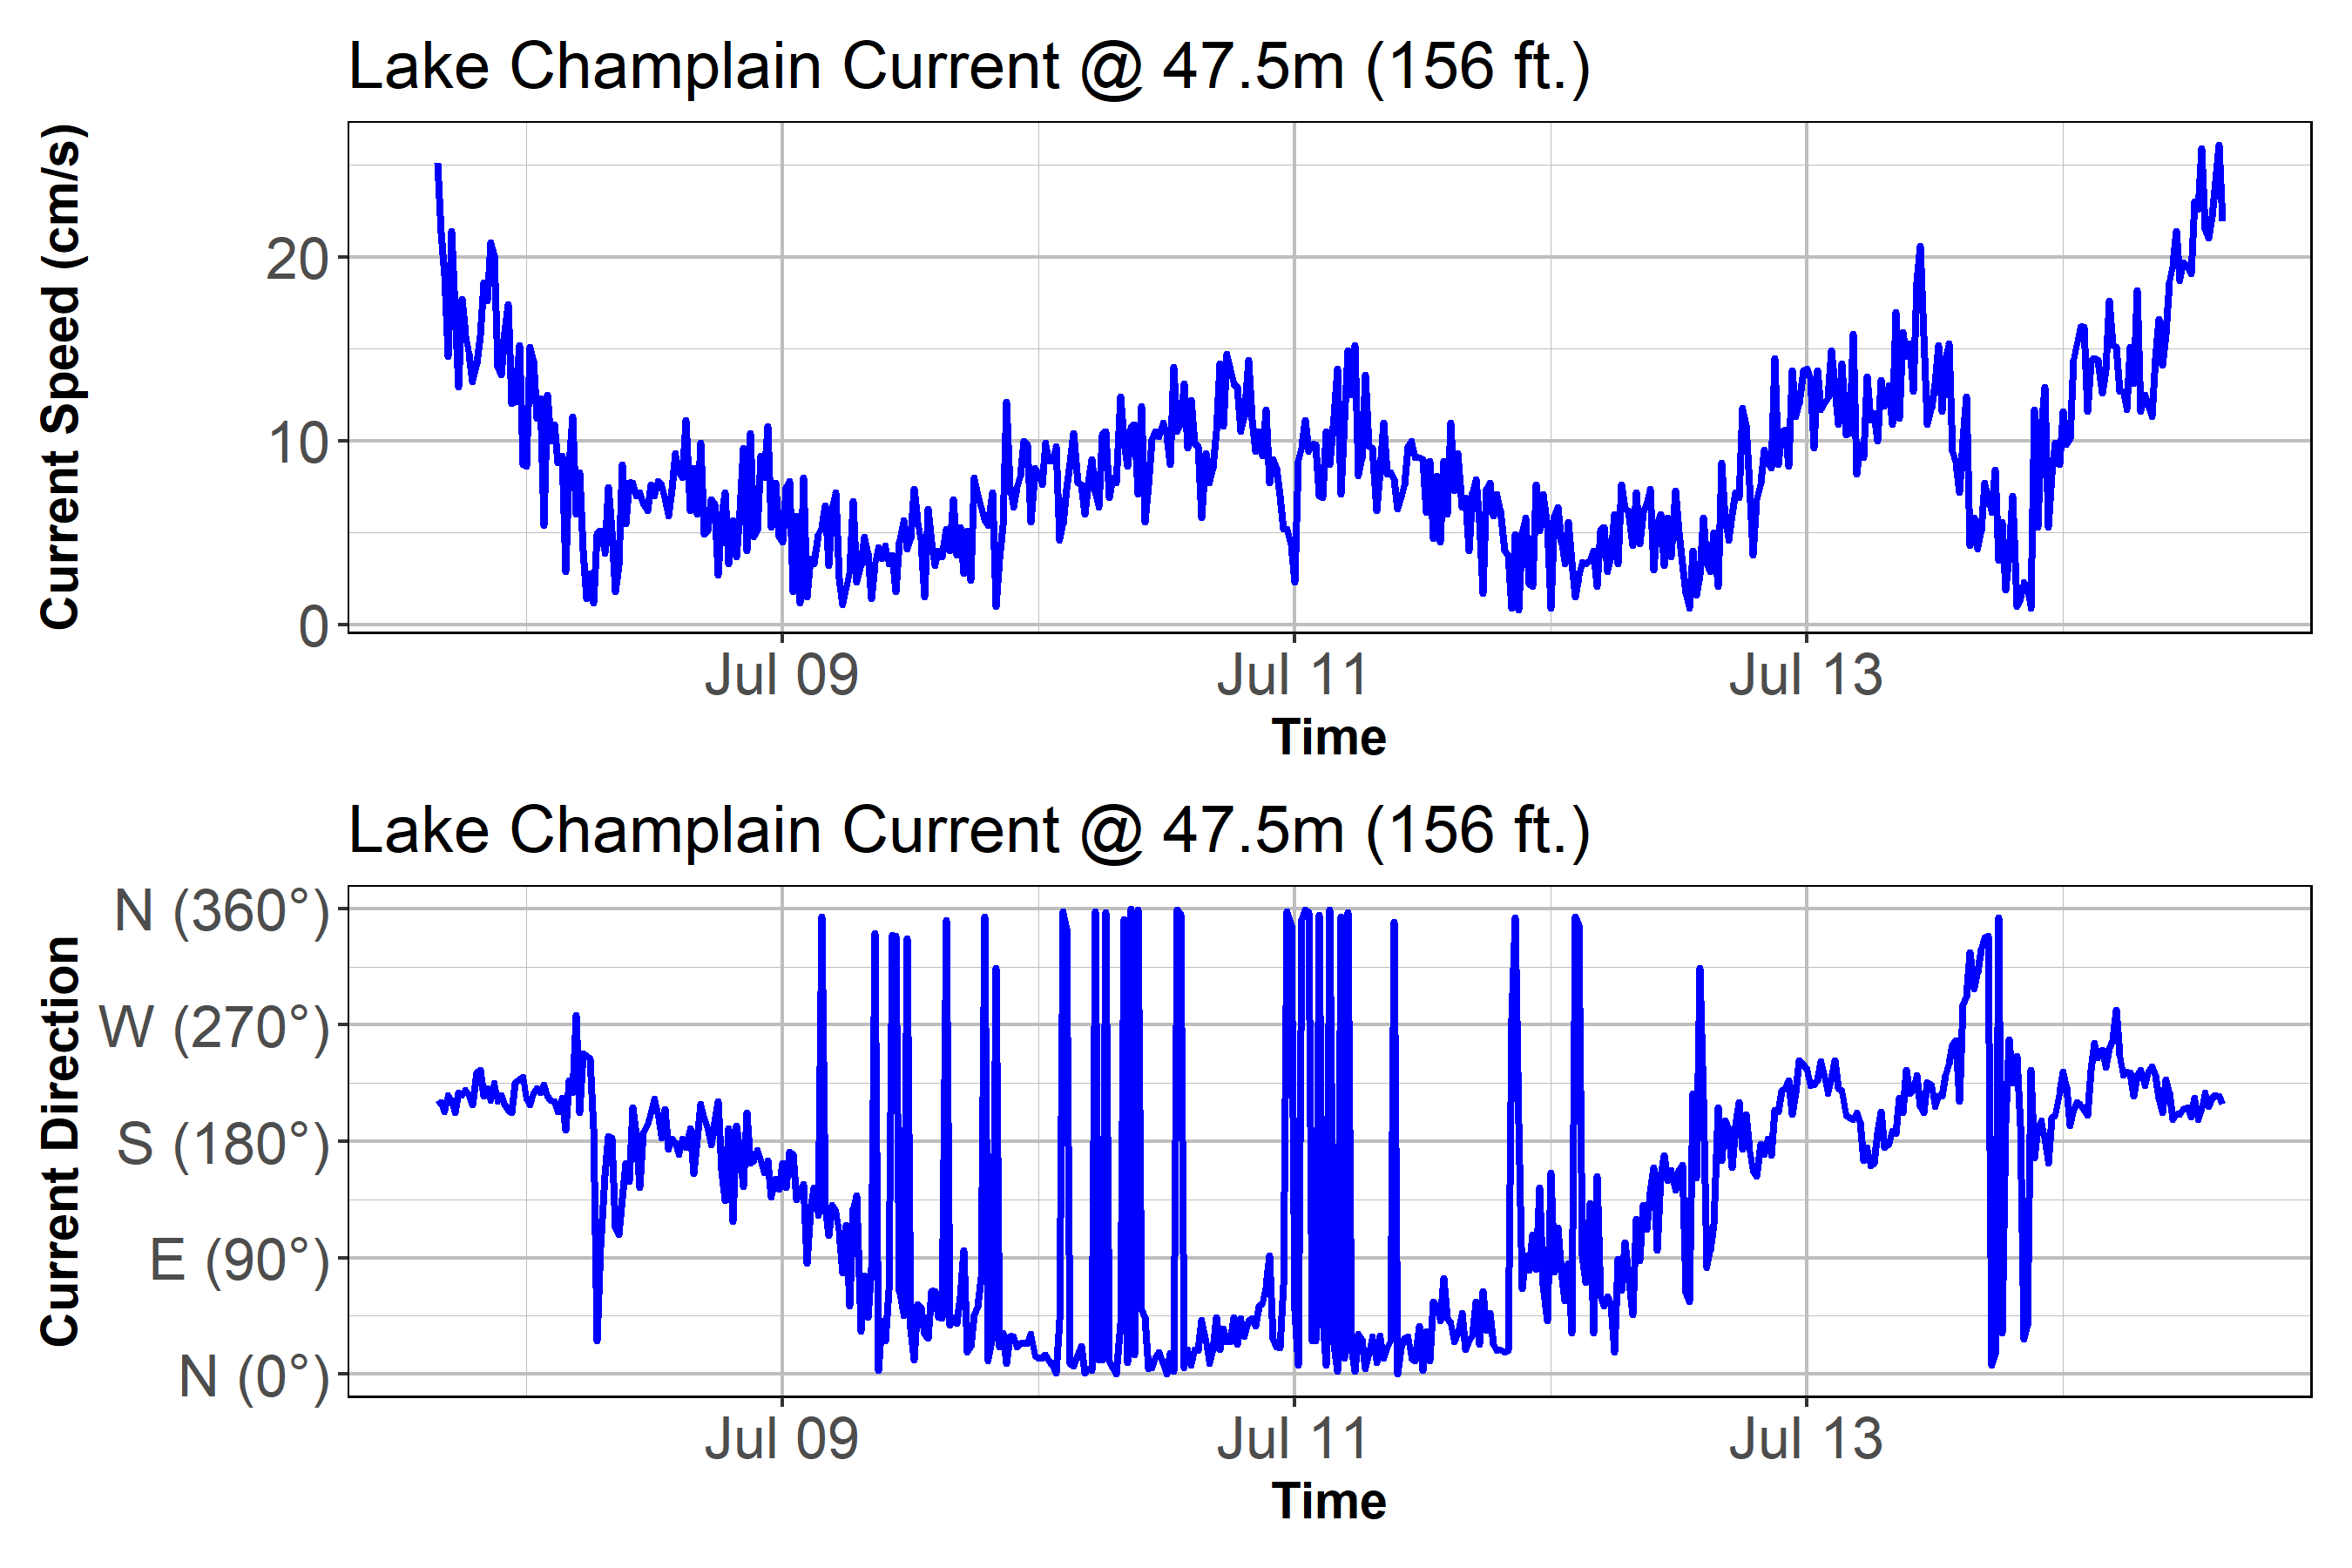 Lake Champlain Current @ 47.5m (156 ft.)
Current Speed (cm/s)
20
10
0
Jul 09
Jul 11
Jul 13
Time
Lake Champlain Current @ 47.5m (156 ft.)
Current Direction
N (360°)
W (270°)
S (180°)
E (90°)
N (0°)
Jul 09
Jul 11
Jul 13
Time